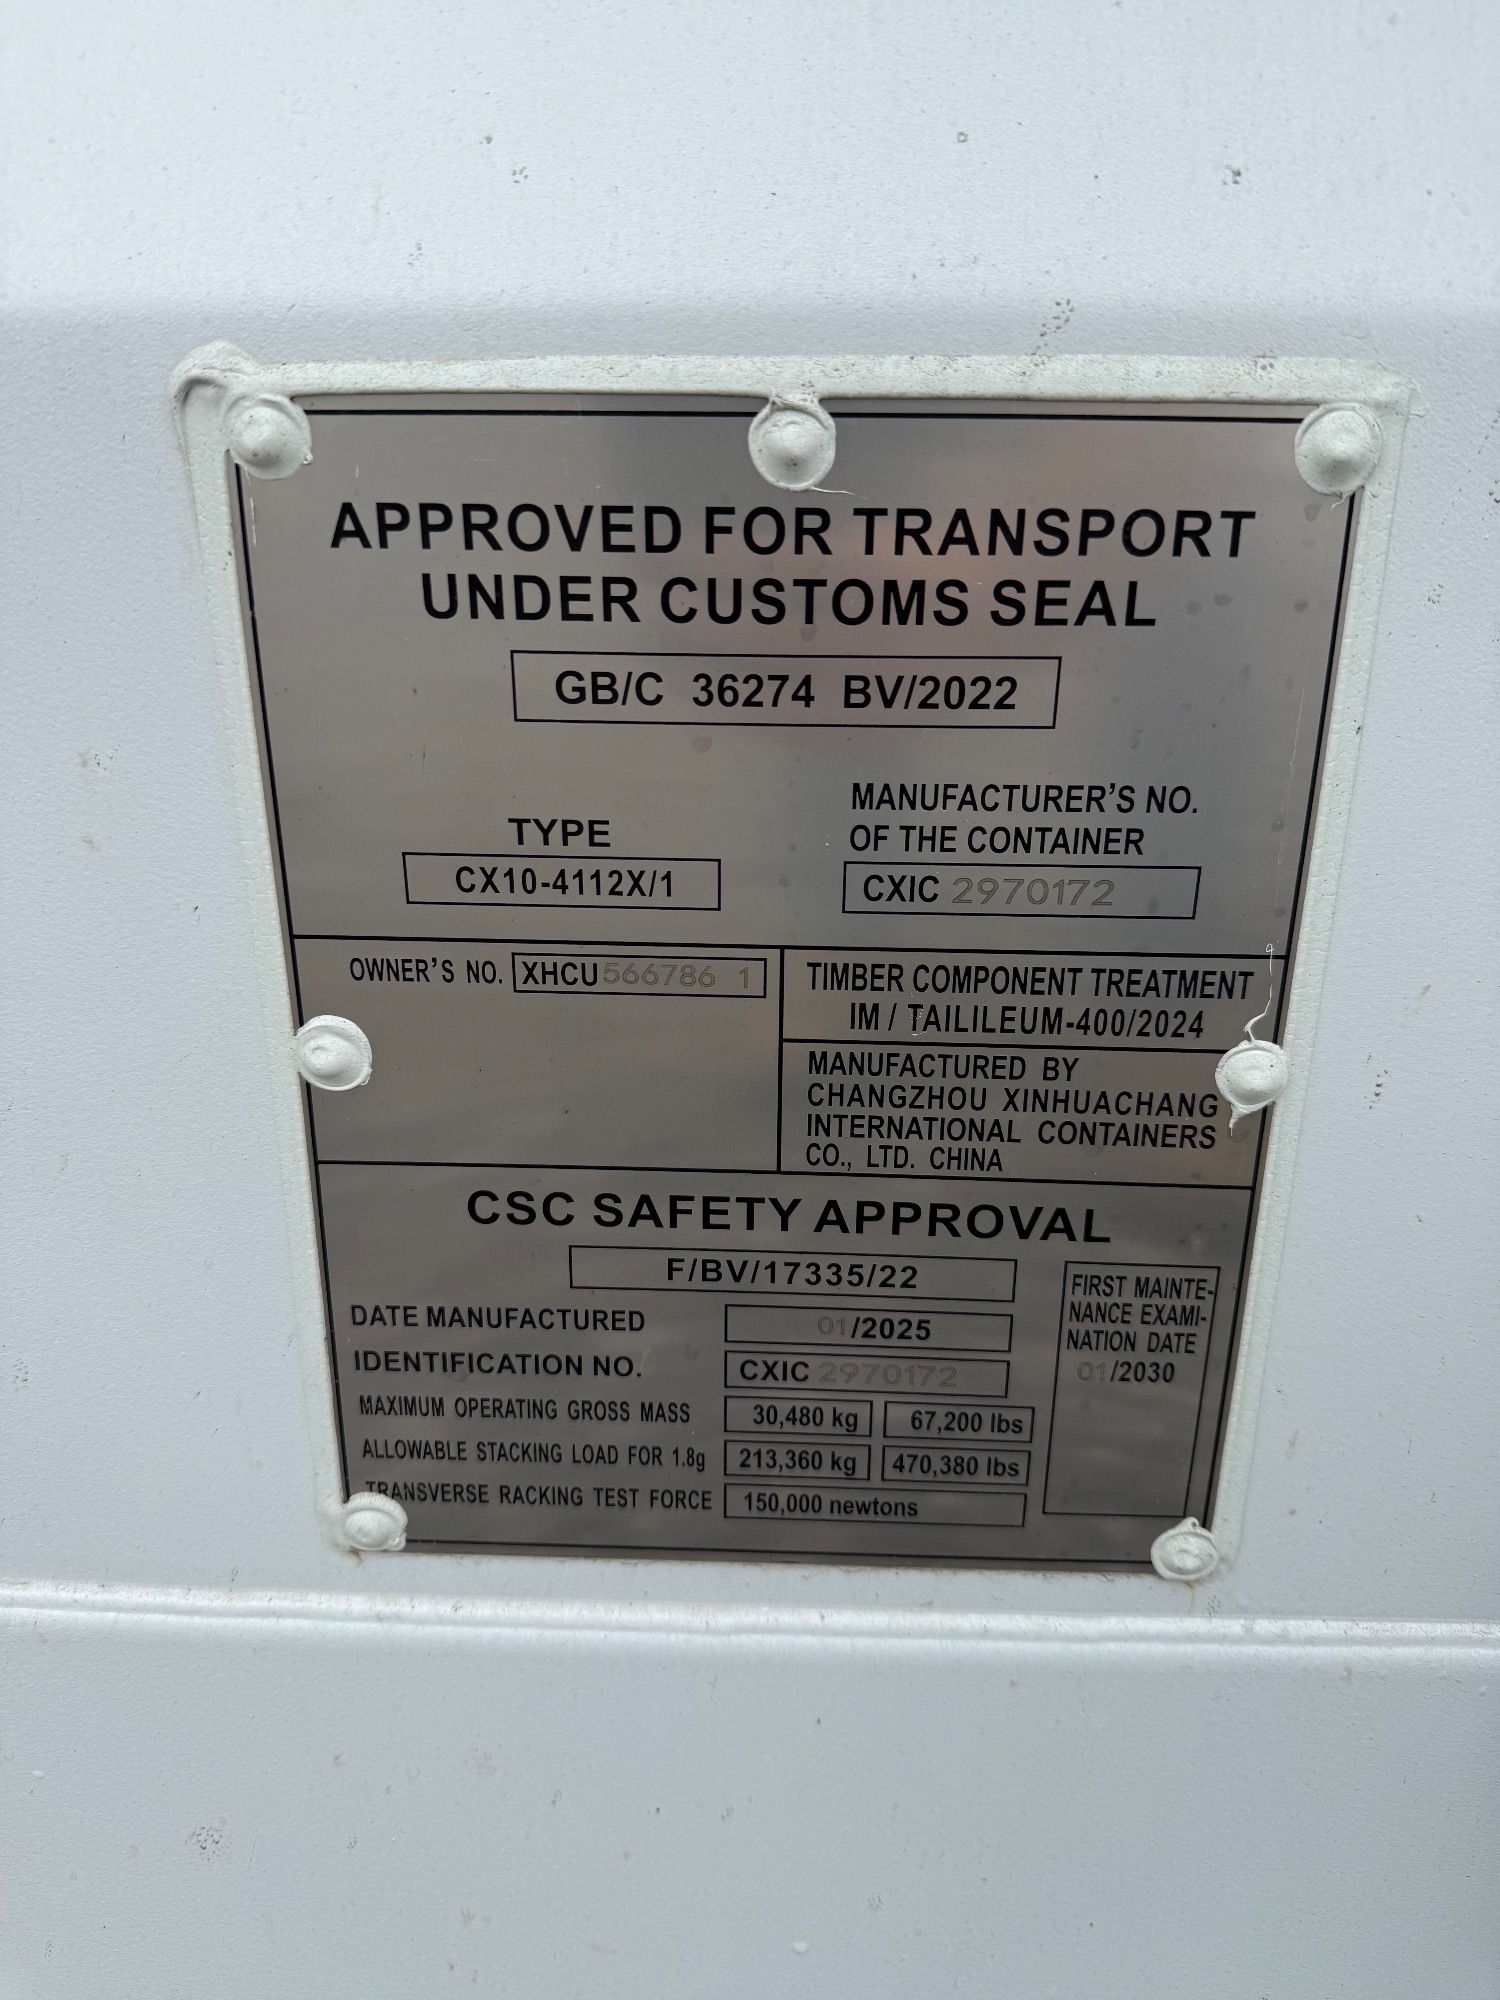 APPROVED FOR TRANSPORT
UNDER CUSTOMS SEAL
GB/C 36274 BV/2022
TYPE
CX10-4112X/1
MANUFACTURER'S NO.
OF THE CONTAINER
CXIC 2970172
OWNER'S NO. XHCU 566786 1
TIMBER COMPONENT TREATMENT
IM / TAILILEUM-400/2024
MANUFACTURED BY
CHANGZHOU XINHUACHANG
INTERNATIONAL CONTAINERS
CO., LTD. CHINA
CSC SAFETY APPROVAL
F/BV/17335/22
DATE MANUFACTURED 01/2025
IDENTIFICATION NO. CXIC 2970172
MAXIMUM OPERATING GROSS MASS 30,480 kg 67,200 lbs
ALLOWABLE STACKING LOAD FOR 1.8g 213,360 kg 470,380 lbs
TRANSVERSE RACKING TEST FORCE 150,000 newtons
FIRST MAINTE-
NANCE EXAMI-
NATION DATE
01/2030